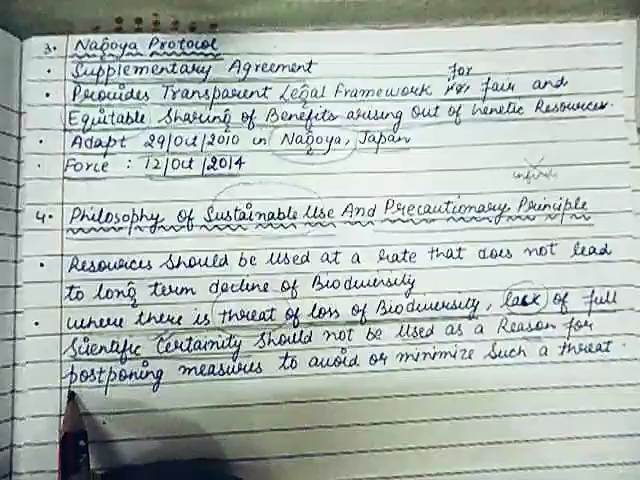 3. Nagoya Protocol
• Supplementary Agreement
• Provides Transparent Legal Framework for fair and
Equitable Sharing of Benefits arising out of Genetic Resources.
• Adapt 29/Oct/2010 in Nagoya, Japan
• Force : 12/Oct/2014
4. Philosophy of Sustainable Use And Precautionary Principle
• Resources should be used at a rate that does not lead
to long term decline of Biodiversity
• Where there is threat of loss of Biodiversity, lack of full
Scientific Certainity should not be used as a Reason for
postponing measures to avoid or minimize such a threat.